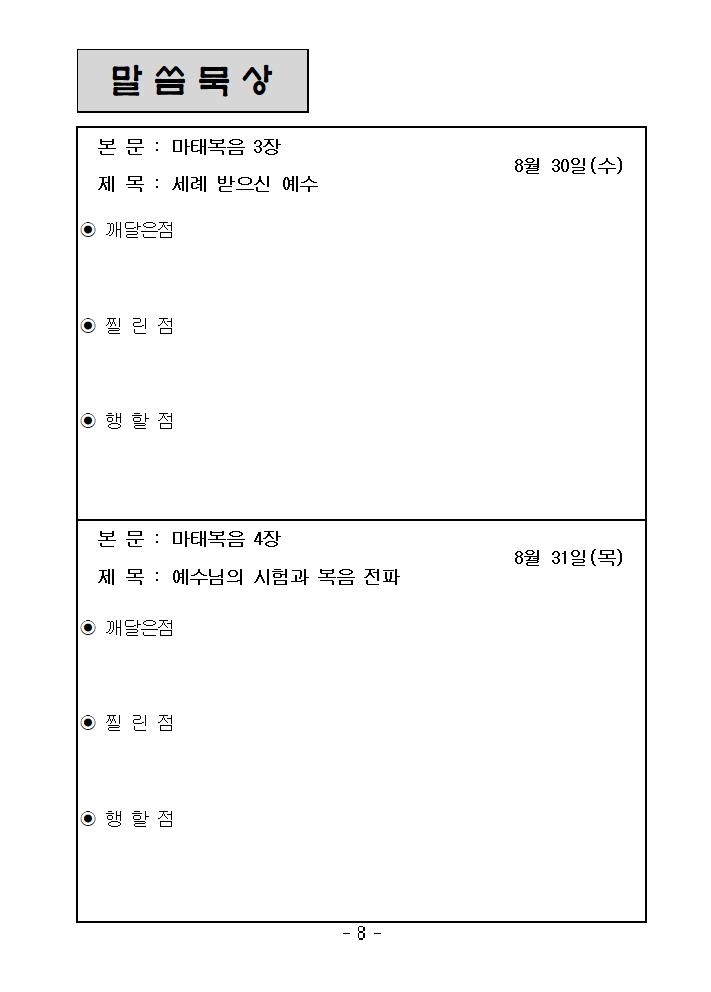 말 씀 묵 상
본 문 : 마태복음 3장
8월 30일(수)
제 목 : 세례 받으신 예수
◉ 깨달은점
◉ 찔 린 점
◉ 행 할 점
본 문 : 마태복음 4장
8월 31일(목)
제 목 : 예수님의 시험과 복음 전파
◉ 깨달은점
◉ 찔 린 점
◉ 행 할 점
- 8 -